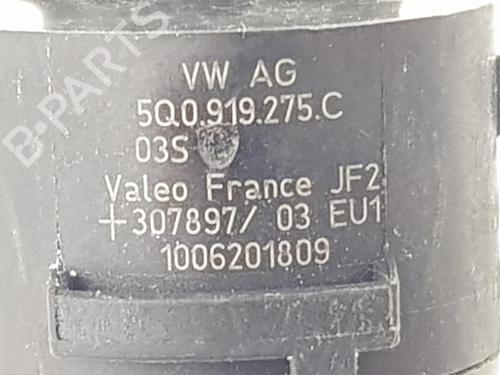 B-PARTS
VW AG
5Q0.919.275.C
03S
Valeo France JF2
+307897/ 03 EU1
1006201809